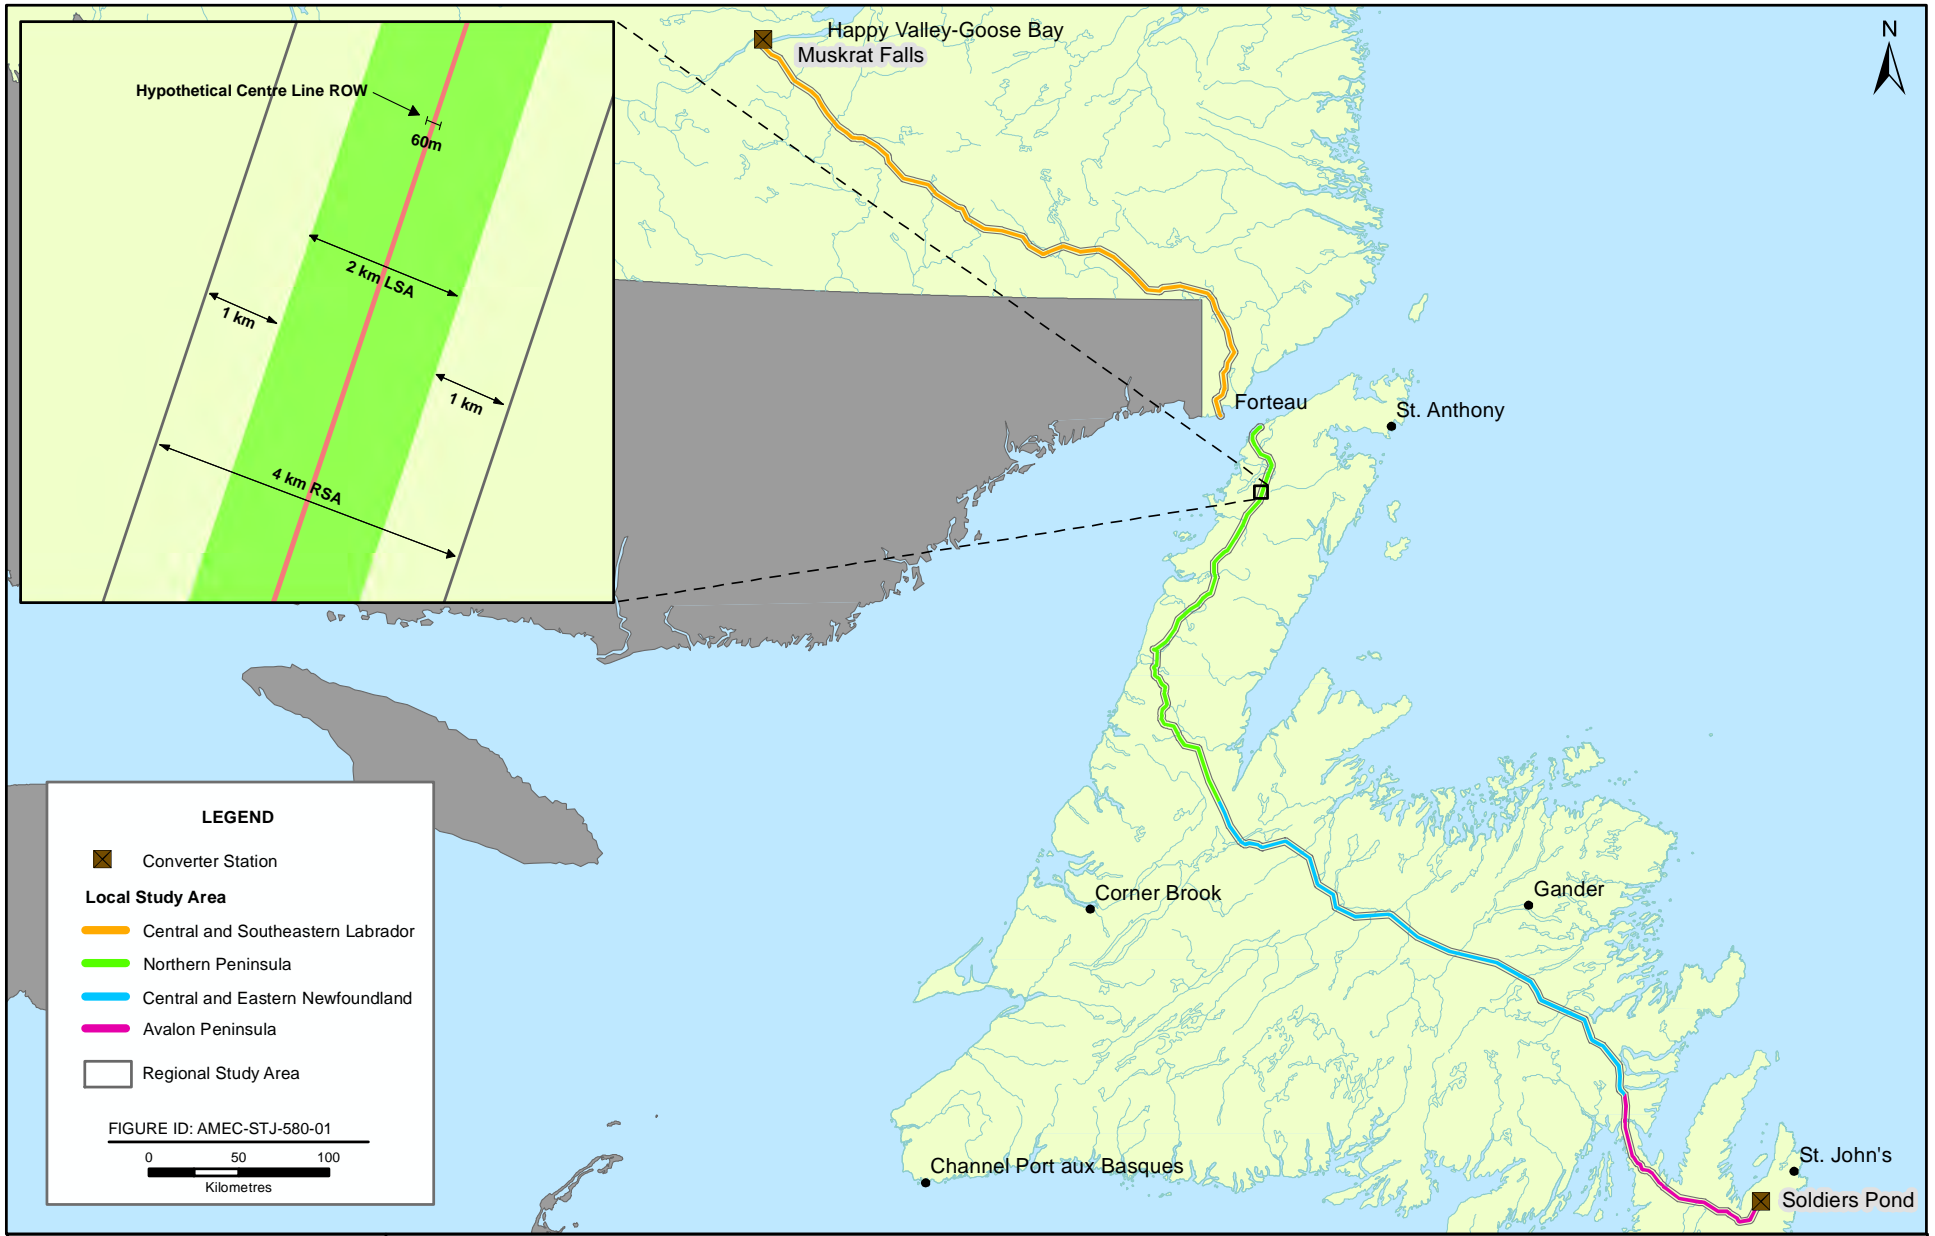 Happy Valley-Goose Bay
Muskrat Falls
N
Hypothetical Centre Line ROW
60m
2 km LSA
1 km
1 km
4 km RSA
Forteau
St. Anthony
Corner Brook
Gander
Channel Port aux Basques
St. John's
Soldiers Pond
LEGEND
Converter Station
Local Study Area
Central and Southeastern Labrador
Northern Peninsula
Central and Eastern Newfoundland
Avalon Peninsula
Regional Study Area
FIGURE ID: AMEC-STJ-580-01
0 50 100
Kilometres